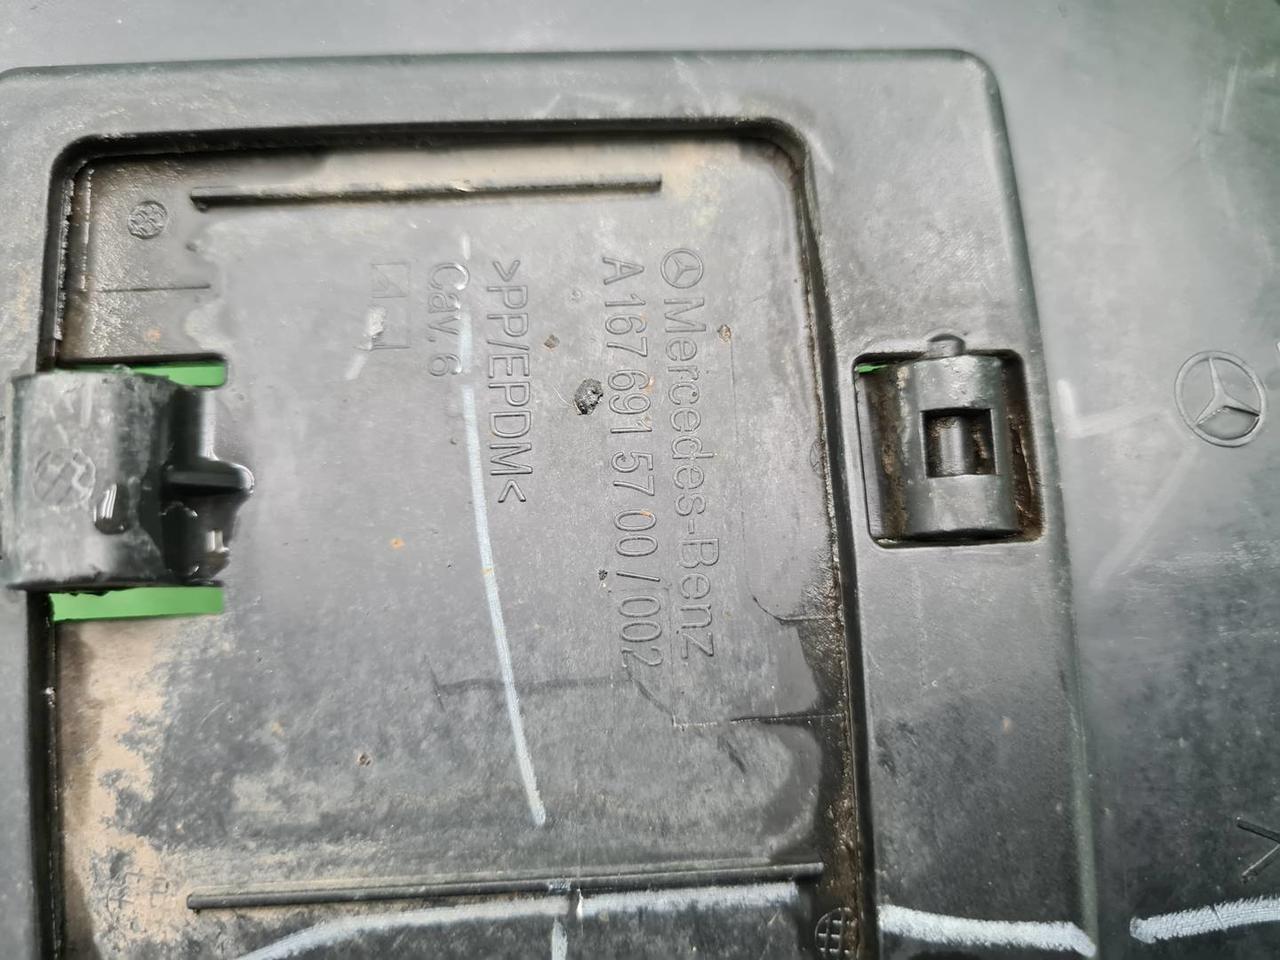 Mercedes-Benz
A 167 691 57 00 / 002
>PP/EPDM<
Cav. 6